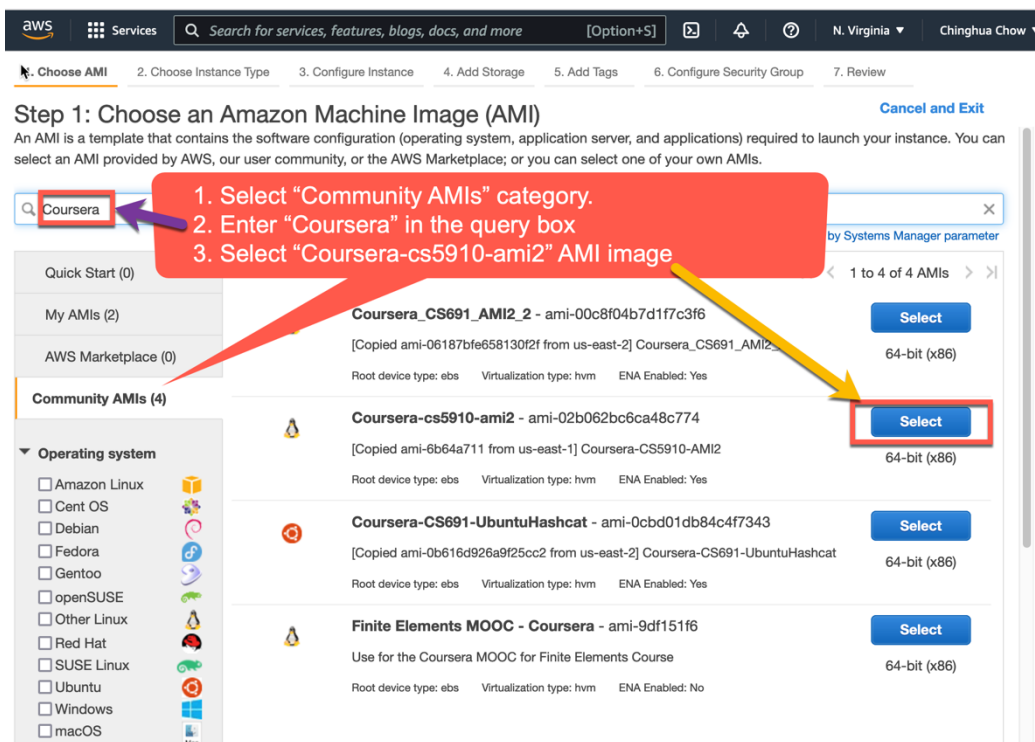 aws
Services
Search for services, features, blogs, docs, and more [Option+S]
N. Virginia ▼
Chinghua Chow
1. Choose AMI 2. Choose Instance Type 3. Configure Instance 4. Add Storage 5. Add Tags 6. Configure Security Group 7. Review
Step 1: Choose an Amazon Machine Image (AMI)
Cancel and Exit
An AMI is a template that contains the software configuration (operating system, application server, and applications) required to launch your instance. You can
select an AMI provided by AWS, our user community, or the AWS Marketplace; or you can select one of your own AMIs.
Coursera
1. Select “Community AMIs” category.
2. Enter “Coursera” in the query box
3. Select “Coursera-cs5910-ami2” AMI image
by Systems Manager parameter
Quick Start (0)
1 to 4 of 4 AMIs
My AMIs (2)
AWS Marketplace (0)
Community AMIs (4)
Operating system
Amazon Linux
Cent OS
Debian
Fedora
Gentoo
openSUSE
Other Linux
Red Hat
SUSE Linux
Ubuntu
Windows
macOS
Coursera_CS691_AMI2_2 - ami-00c8f04b7d1f7c3f6
[Copied ami-06187bfe658130f2f from us-east-2] Coursera_CS691_AMI2_
Root device type: ebs Virtualization type: hvm ENA Enabled: Yes
Select
64-bit (x86)
Coursera-cs5910-ami2 - ami-02b062bc6ca48c774
[Copied ami-6b64a711 from us-east-1] Coursera-CS5910-AMI2
Root device type: ebs Virtualization type: hvm ENA Enabled: Yes
Select
64-bit (x86)
Coursera-CS691-UbuntuHashcat - ami-0cbd01db84c4f7343
[Copied ami-0b616d926a9f25cc2 from us-east-2] Coursera-CS691-UbuntuHashcat
Root device type: ebs Virtualization type: hvm ENA Enabled: Yes
Select
64-bit (x86)
Finite Elements MOOC - Coursera - ami-9df151f6
Use for the Coursera MOOC for Finite Elements Course
Root device type: ebs Virtualization type: hvm ENA Enabled: No
Select
64-bit (x86)